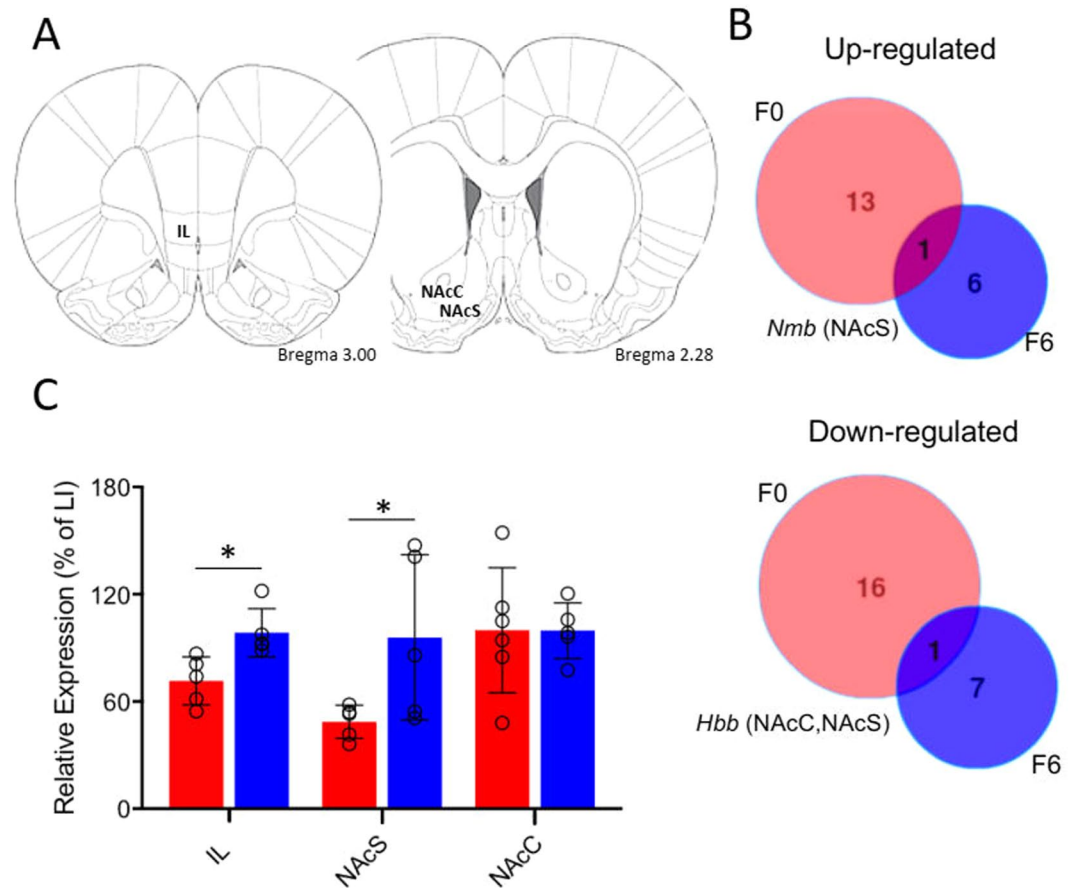 A
IL
Bregma 3.00
NAcC
NAcS
Bregma 2.28
B
Up-regulated
F0
13
1
6
Nmb (NAcS)
F6
Down-regulated
F0
16
1
7
Hbb (NAcC,NAcS)
F6
C
Relative Expression (% of LI)
180
120
60
0
*
*
IL
NAcS
NAcC